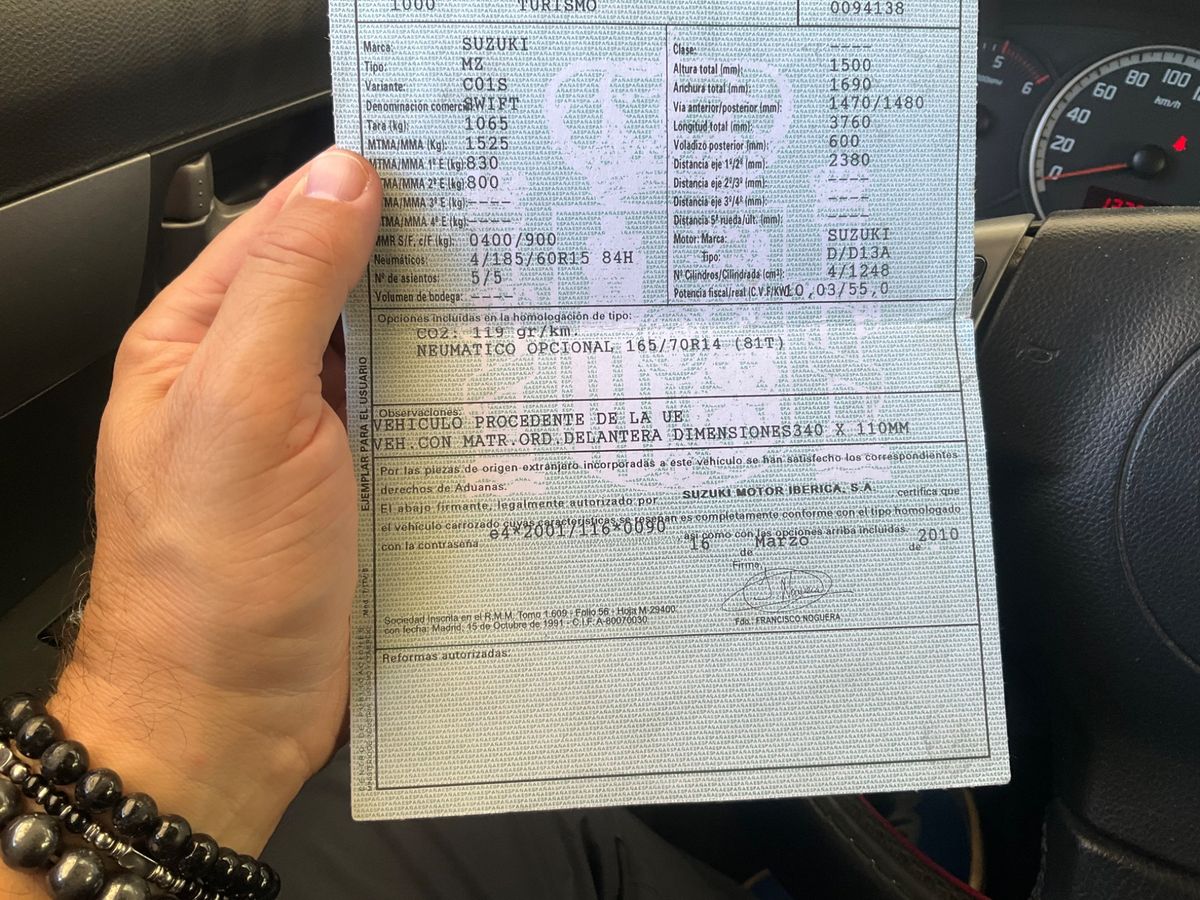 1000 TURISMO 0094138
Marca: SUZUKI
Tipo: MZ
Variante: C01S
Denominación comercial: SWIFT
Tara (kg): 1065
MTMA/MMA (Kg): 1525
MTMA/MMA 1º E (kg): 830
MTMA/MMA 2º E (kg): 800
MTMA/MMA 3º E (kg): ----
MTMA/MMA 4º E (kg): ----
MMR S/F, c/F (kg): 0400/900
Neumáticos: 4/185/60R15 84H
Nº de asientos: 5/5
Volumen de bodega: ----
Clase: ----
Altura total (mm): 1500
Anchura total (mm): 1690
Vía anterior/posterior (mm): 1470/1480
Longitud total (mm): 3760
Voladizo posterior (mm): 600
Distancia eje 1º/2º (mm): 2380
Distancia eje 2º/3º (mm): ----
Distancia eje 3º/4º (mm): ----
Distancia 5ª rueda/últ. (mm): ----
Motor: Marca: SUZUKI
Tipo: D/D13A
Nº Cilindros/Cilindrada (cm³): 4/1248
Potencia fiscal/real (C.V.F/KW): 0,03/55,0
Opciones incluidas en la homologación de tipo:
CO2: 119 gr/km.
NEUMATICO OPCIONAL 165/70R14 (81T)
Observaciones:
VEHICULO PROCEDENTE DE LA UE
VEH.CON MATR.ORD.DELANTERA DIMENSIONES340 X 110MM
Por las piezas de origen extranjero incorporadas a este vehículo se han satisfecho los correspondientes
derechos de Aduanas.
El abajo firmante, legalmente autorizado por SUZUKI MOTOR IBERICA, S.A. , certifica que
el vehículo carrozado cuyas características se reseñan es completamente conforme con el tipo homologado
con la contraseña e4*2001/116*0090 así como con las opciones arriba incluidas.
16 de Marzo de 2010
Firma,
Fdo.: FRANCISCO NOGUERA
Sociedad Inscrita en el R.M.M. Tomo 1.609 - Folio 56 - Hoja M-29400
con fecha: Madrid, 15 de Octubre de 1991 - C.I.F. A-80070030
Reformas autorizadas:
EJEMPLAR PARA EL USUARIO
5
6
0
20
40
60
80
100
km/h